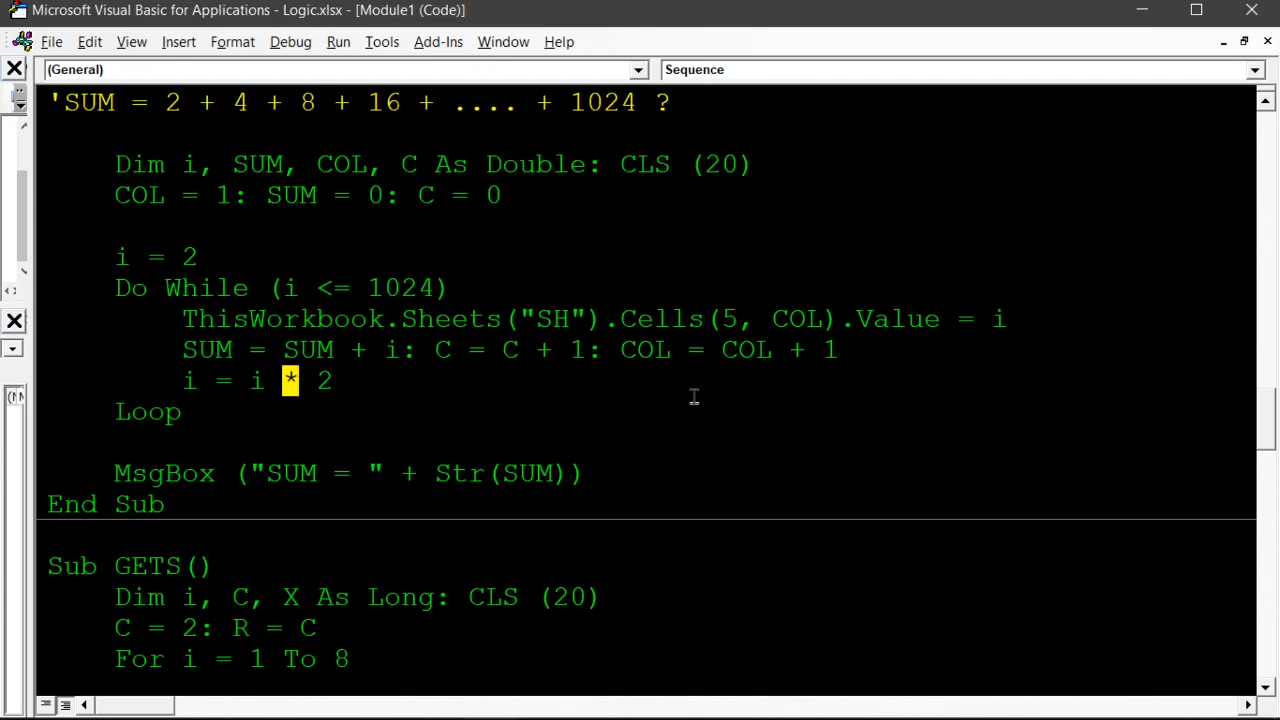 Microsoft Visual Basic for Applications - Logic.xlsx - [Module1 (Code)]
File Edit View Insert Format Debug Run Tools Add-Ins Window Help
(General) Sequence
'SUM = 2 + 4 + 8 + 16 + .... + 1024 ?
Dim i, SUM, COL, C As Double: CLS (20)
COL = 1: SUM = 0: C = 0
i = 2
Do While (i <= 1024)
ThisWorkbook.Sheets("SH").Cells(5, COL).Value = i
SUM = SUM + i: C = C + 1: COL = COL + 1
i = i * 2
Loop
MsgBox ("SUM = " + Str(SUM))
End Sub
Sub GETS()
Dim i, C, X As Long: CLS (20)
C = 2: R = C
For i = 1 To 8